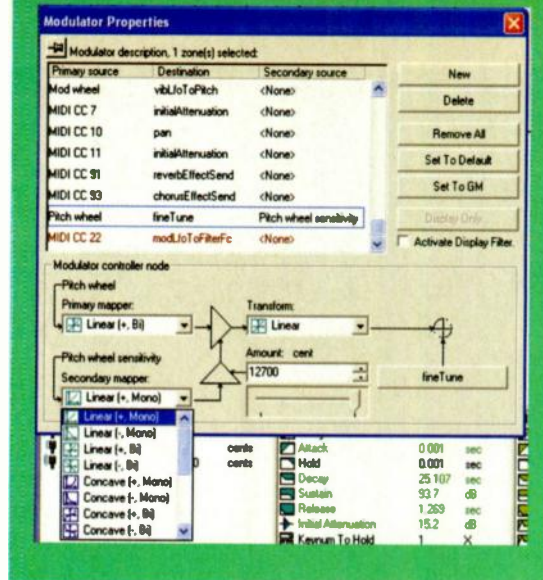 Modulator Properties
Modulator description, 1 zone(s) selected:
Primary source Destination Secondary source
Mod wheel vibLfoToPitch <None>
MIDI CC 7 initialAttenuation <None>
MIDI CC 10 pan <None>
MIDI CC 11 initialAttenuation <None>
MIDI CC 91 reverbEffectSend <None>
MIDI CC 93 chorusEffectSend <None>
Pitch wheel fineTune Pitch wheel sensitivity
MIDI CC 22 modLfoToFilterFc <None>
New
Delete
Remove All
Set To Default
Set To GM
Display Only...
Activate Display Filter.
Modulator controller node
Pitch wheel
Primary mapper:
Linear (+, Bi)
Transform:
Linear
Pitch wheel sensitivity
Secondary mapper:
Linear (+, Mono)
Amount: cent
12700
fineTune
Linear (+, Mono)
Linear (-, Mono)
Linear (+, Bi)
Linear (-, Bi)
Concave (+, Mono)
Concave (-, Mono)
Concave (+, Bi)
Concave (-, Bi)
cents
0 cents
Attack 0.001 sec
Hold 0.001 sec
Decay 25.107 sec
Sustain 93.7 dB
Release 1.269 sec
Initial Attenuation 15.2 dB
Keynum To Hold 1 X